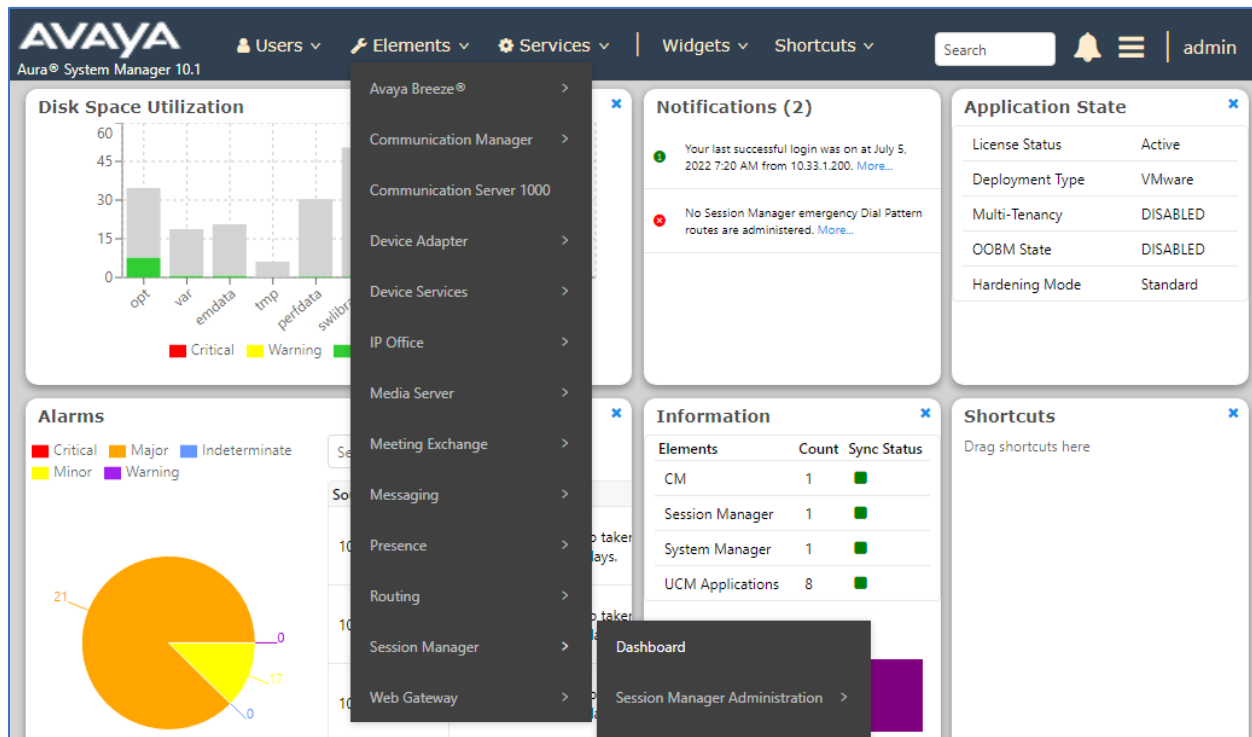 AVAYA
Aura® System Manager 10.1
Users
Elements
Services
Widgets
Shortcuts
Search
admin
Disk Space Utilization
60
45
30
15
0
opt
var
emdata
tmp
perfdata
Critical
Warning
Avaya Breeze®
Communication Manager
Communication Server 1000
Device Adapter
Device Services
IP Office
Media Server
Meeting Exchange
Messaging
Presence
Routing
Session Manager
Web Gateway
Dashboard
Session Manager Administration
Notifications (2)
Your last successful login was on at July 5,
2022 7:20 AM from 10.33.1.200. More...
No Session Manager emergency Dial Pattern
routes are administered. More...
Application State
License Status Active
Deployment Type VMware
Multi-Tenancy DISABLED
OOBM State DISABLED
Hardening Mode Standard
Alarms
Critical Major Indeterminate
Minor Warning
21
0
17
0
Information
Elements Count Sync Status
CM 1
Session Manager 1
System Manager 1
UCM Applications 8
Shortcuts
Drag shortcuts here